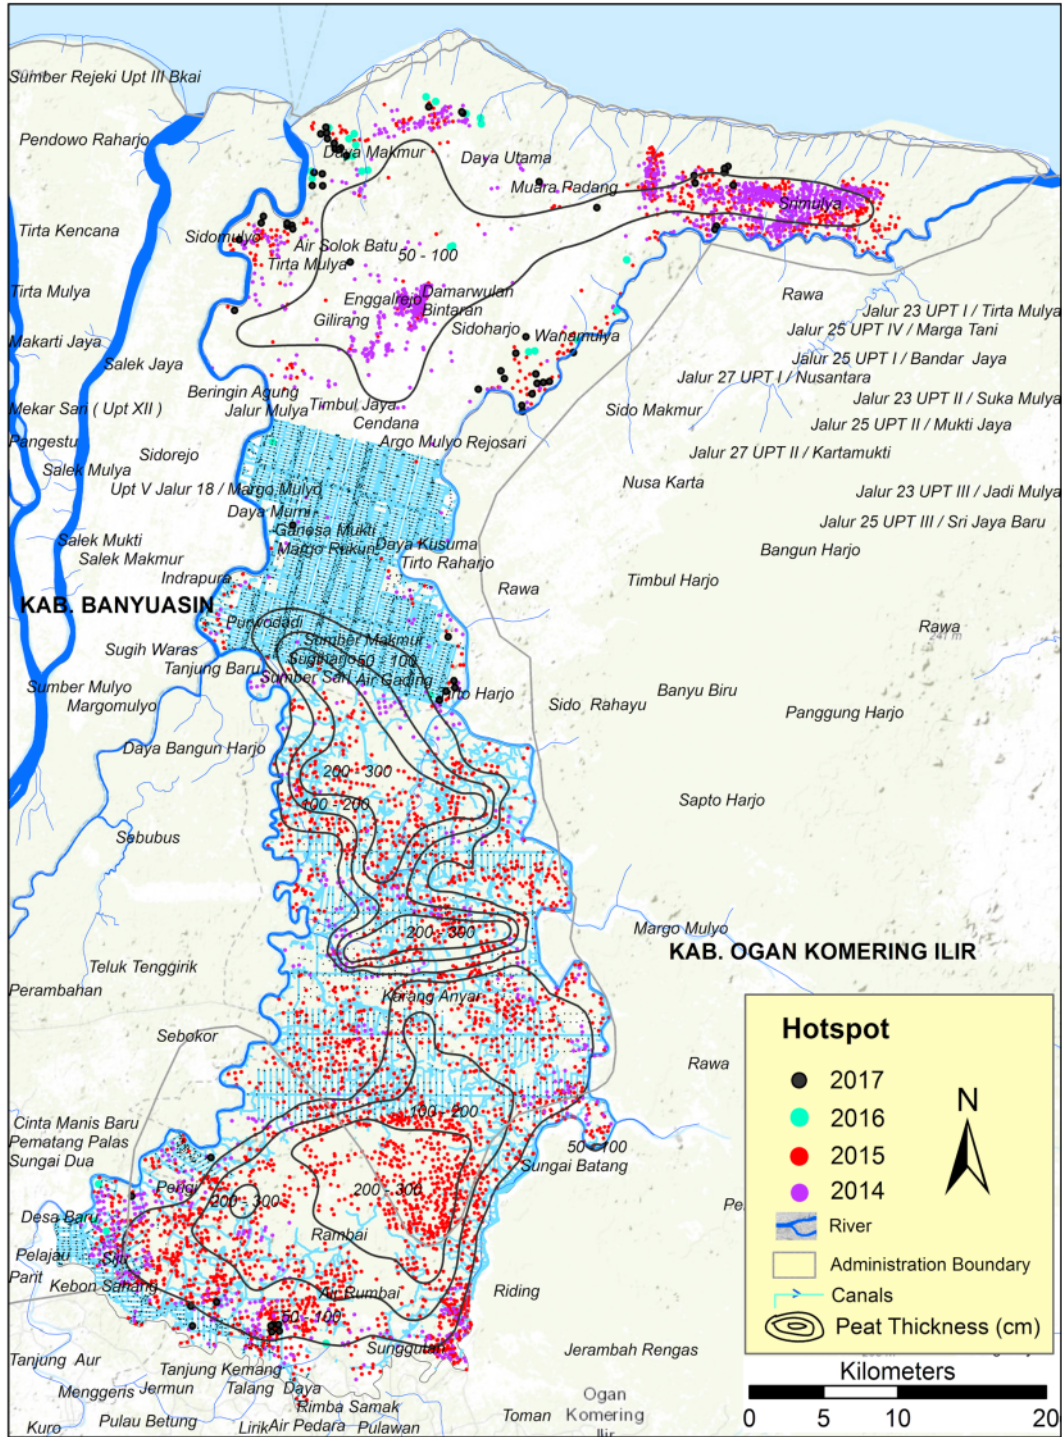 Sumber Rejeki Upt III Bkai
Pendowo Raharjo
Daya Makmur
Daya Utama
Muara Padang
Srimulya
Tirta Kencana
Sidomulyo
Air Solok Batu
50 - 100
Tirta Mulya
Tirta Mulya
Enggalrejo
Damarwulan
Bintaran
Rawa
Gilirang
Sidoharjo
Wanamulya
Jalur 23 UPT I / Tirta Mulya
Jalur 25 UPT IV / Marga Tani
Makarti Jaya
Salek Jaya
Jalur 25 UPT I / Bandar Jaya
Jalur 27 UPT I / Nusantara
Beringin Agung
Jalur Mulya
Timbul Jaya
Cendana
Sido Makmur
Jalur 23 UPT II / Suka Mulya
Mekar Sari ( Upt XII )
Jalur 25 UPT II / Mukti Jaya
Pangestu
Sidorejo
Argo Mulyo
Rejosari
Jalur 27 UPT II / Kartamukti
Salek Mulya
Upt V Jalur 18 / Margo Mulyo
Nusa Karta
Jalur 23 UPT III / Jadi Mulya
Daya Murni
Jalur 25 UPT III / Sri Jaya Baru
Salek Mukti
Ganesa Mukti
Salek Makmur
Margo Rukun
Daya Kusuma
Bangun Harjo
Tirto Raharjo
Indrapura
Rawa
Timbul Harjo
KAB. BANYUASIN
Purwodadi
Rawa
241 m
Sumber Makmur
Sugih Waras
Sugiharjo
50 - 100
Tanjung Baru
Sumber Sari
Air Gading
Sumber Mulyo
Margomulyo
rto Harjo
Sido Rahayu
Banyu Biru
Panggung Harjo
Daya Bangun Harjo
200 - 300
100 - 200
Sapto Harjo
Sebubus
Margo Mulyo
200 - 300
KAB. OGAN KOMERING ILIR
Teluk Tenggirik
Perambahan
Karang Anyar
Sebokor
Rawa
100 - 200
Cinta Manis Baru
Pematang Palas
Sungai Dua
50 - 100
Sungai Batang
Perigi
200 - 300
200 - 300
Desa Baru
Rambai
Pelajau
Siju
Parit
Kebon Sahang
Air Rumbai
Riding
50 - 100
Sunggutan
Jerambah Rengas
Tanjung Aur
Tanjung Kemang
Menggeris
Jermun
Talang Daya
Rimba Samak
Pulau Betung
Kuro
Lirik
Air Pedara
Pulawan
Toman
Ogan
Komering
Ilir
Hotspot
2017
2016
2015
2014
River
Administration Boundary
Canals
Peat Thickness (cm)
N
Kilometers
0 5 10 20